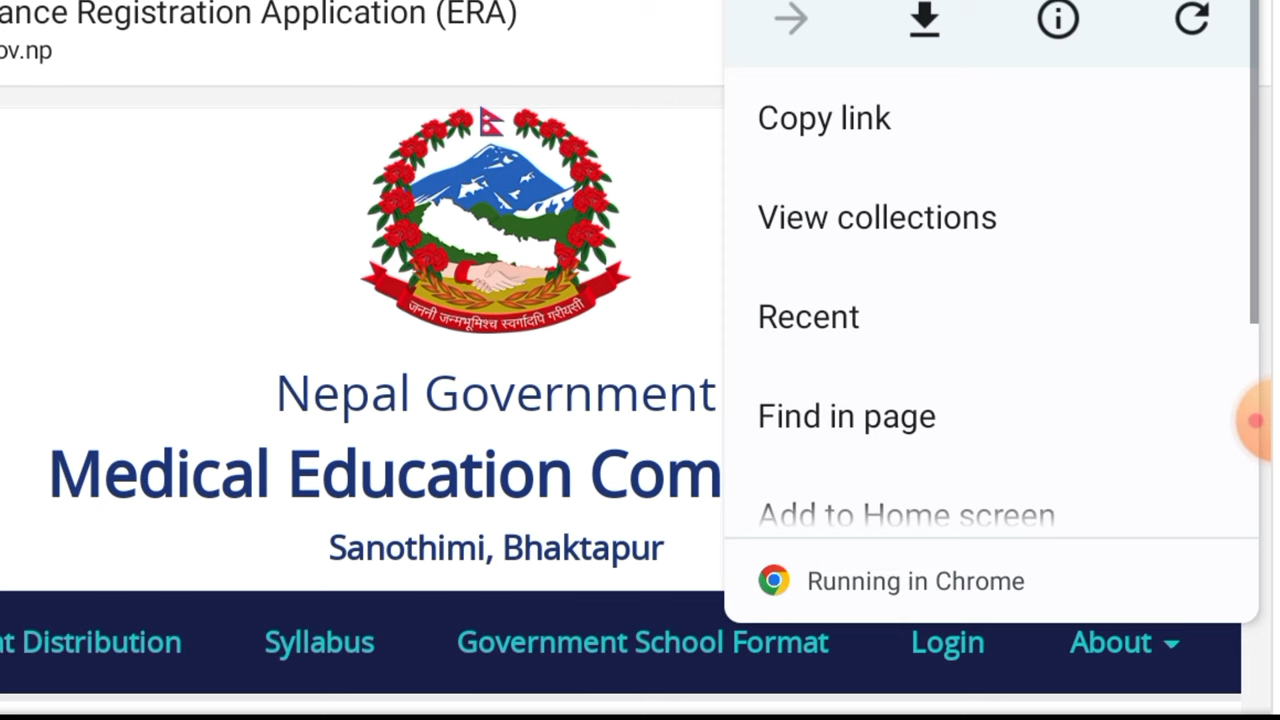 ance Registration Application (ERA)
ov.np
Copy link
View collections
Recent
Find in page
Add to Home screen
Running in Chrome
जननी जन्मभूमिश्च स्वर्गादपि गरीयसी
Nepal Government
Medical Education Com
Sanothimi, Bhaktapur
at Distribution Syllabus Government School Format Login About